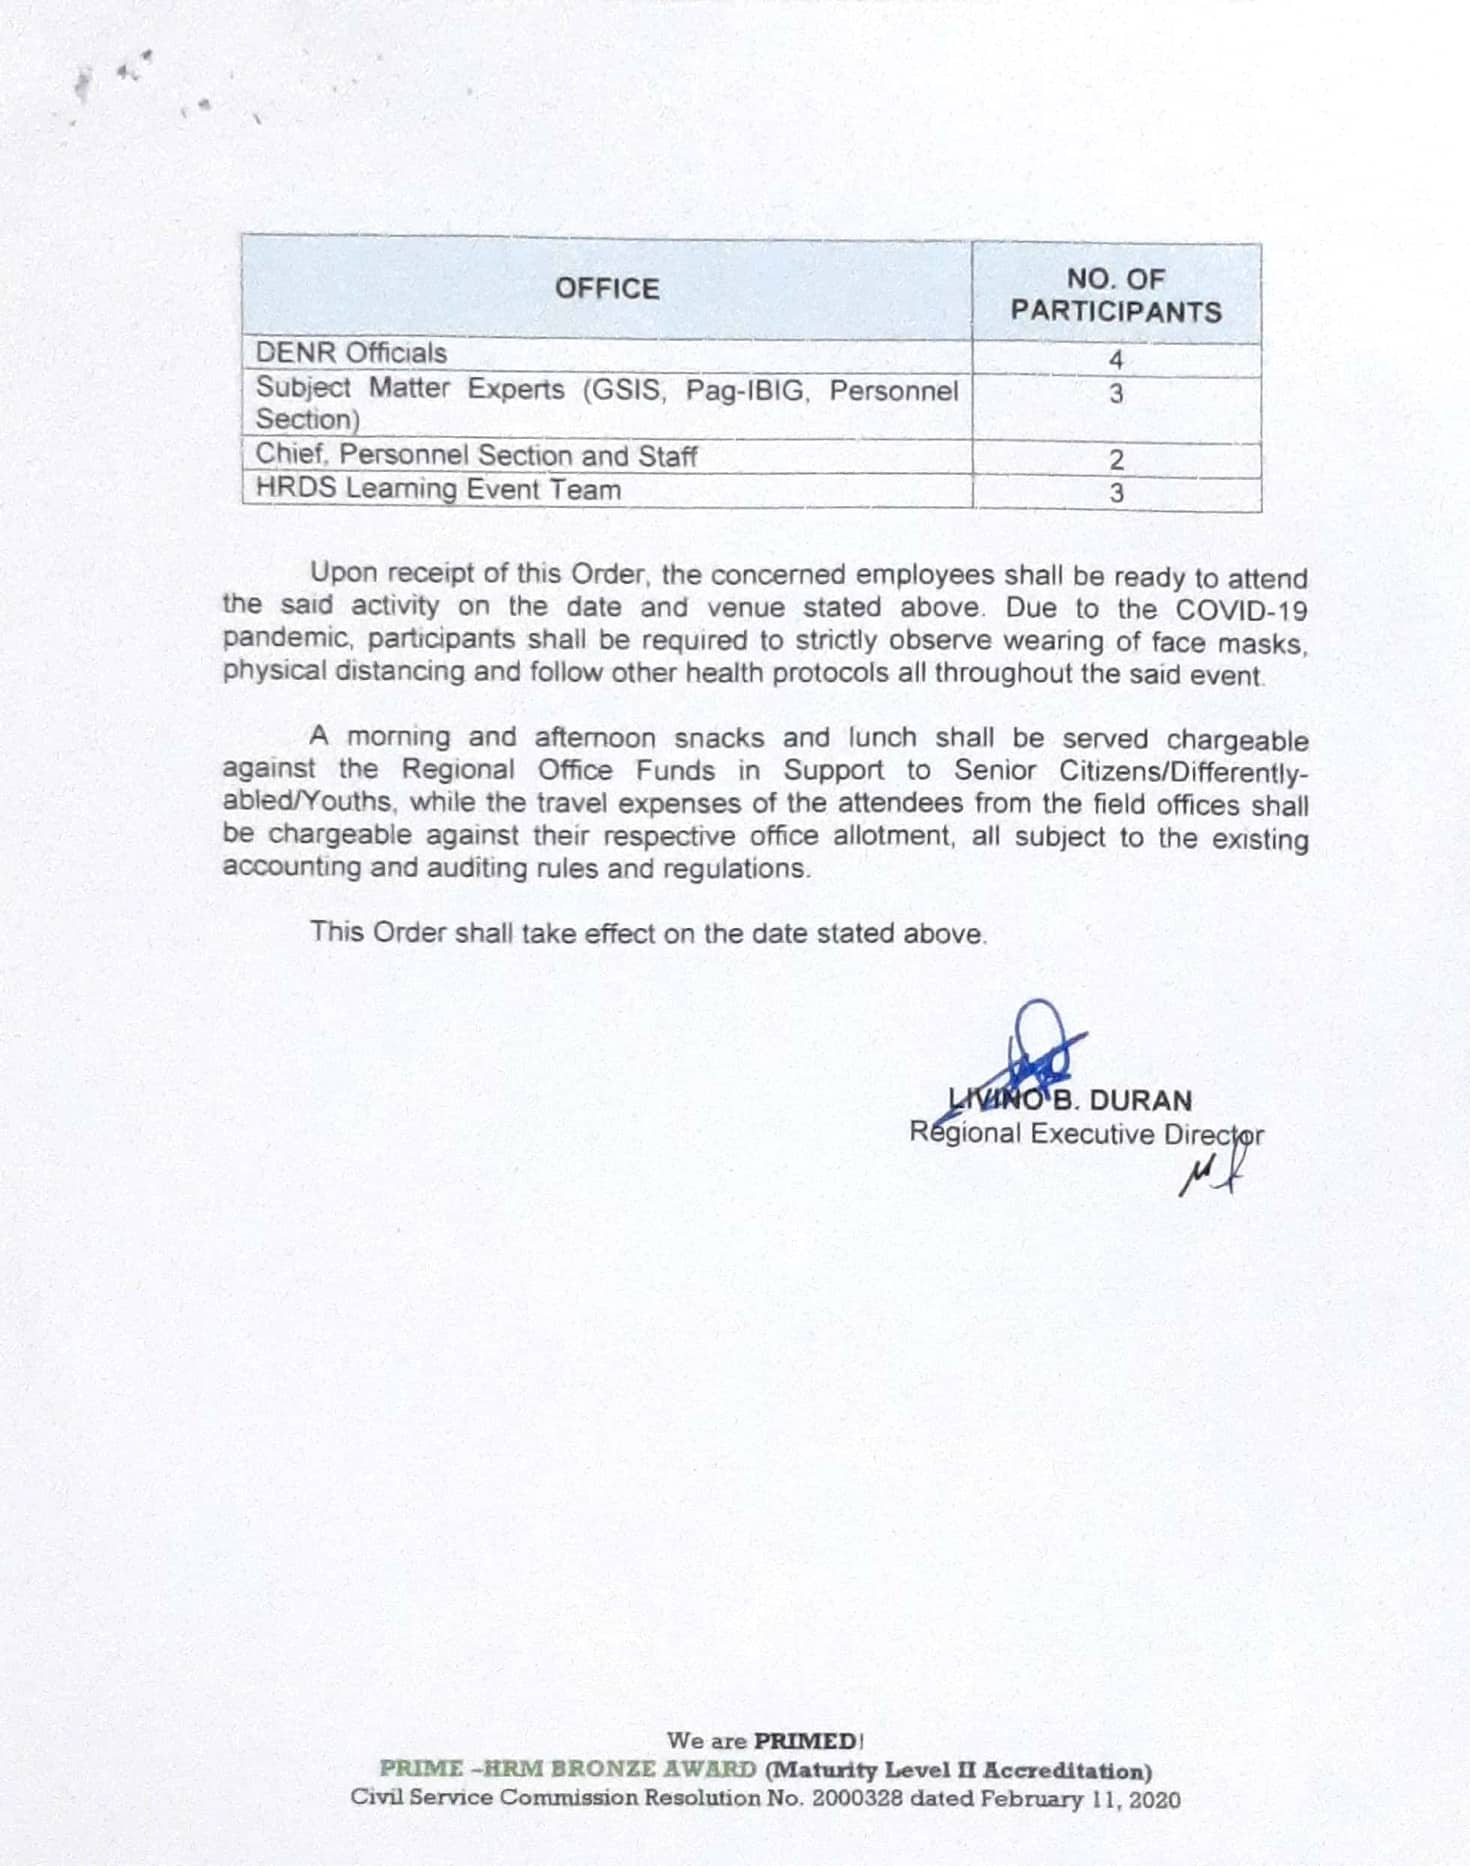 OFFICE
NO. OF
PARTICIPANTS
DENR Officials
4
Subject Matter Experts (GSIS, Pag-IBIG, Personnel
Section)
3
Chief, Personnel Section and Staff
2
HRDS Learning Event Team
3
Upon receipt of this Order, the concerned employees shall be ready to attend
the said activity on the date and venue stated above. Due to the COVID-19
pandemic, participants shall be required to strictly observe wearing of face masks,
physical distancing and follow other health protocols all throughout the said event.
A morning and afternoon snacks and lunch shall be served chargeable
against the Regional Office Funds in Support to Senior Citizens/Differently-
abled/Youths, while the travel expenses of the attendees from the field offices shall
be chargeable against their respective office allotment, all subject to the existing
accounting and auditing rules and regulations.
This Order shall take effect on the date stated above.
LIVINO B. DURAN
Regional Executive Director
We are PRIMED!
PRIME -HRM BRONZE AWARD (Maturity Level II Accreditation)
Civil Service Commission Resolution No. 2000328 dated February 11, 2020